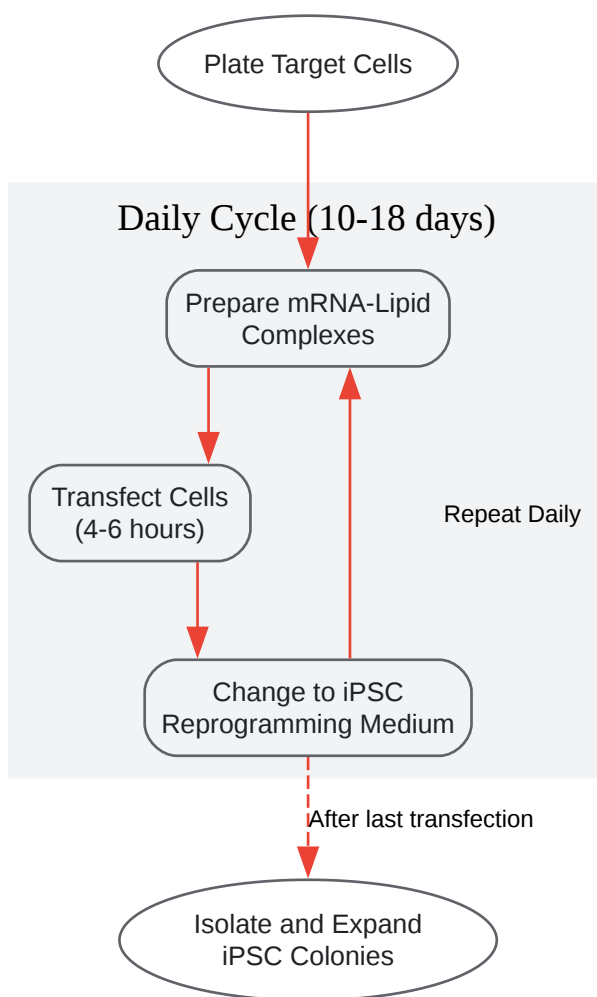 Plate Target Cells
Daily Cycle (10-18 days)
Prepare mRNA-Lipid
Complexes
Transfect Cells
(4-6 hours)
Repeat Daily
Change to iPSC
Reprogramming Medium
After last transfection
Isolate and Expand
iPSC Colonies